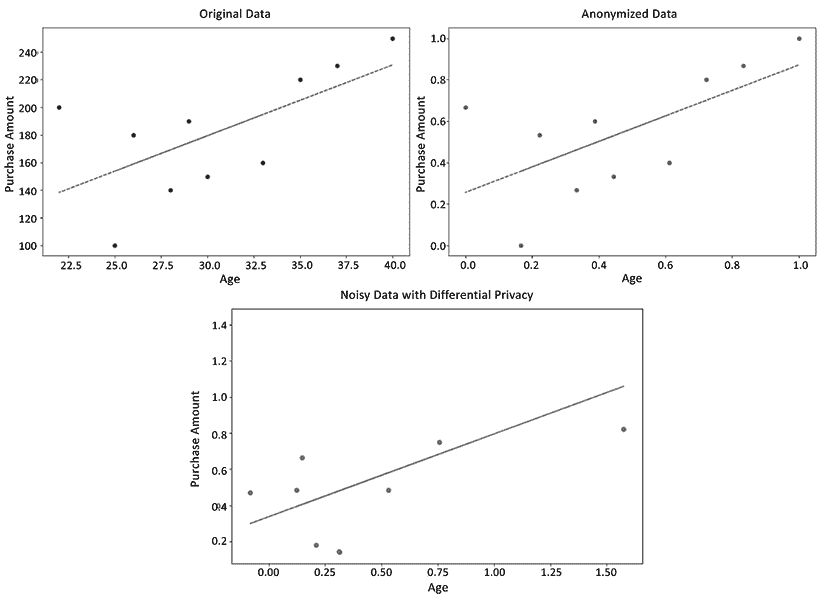 Original Data
Purchase Amount
240
220
200
180
160
140
120
100
22.5 25.0 27.5 30.0 32.5 35.0 37.5 40.0
Age
Anonymized Data
Purchase Amount
1.0
0.8
0.6
0.4
0.2
0.0
0.0 0.2 0.4 0.6 0.8 1.0
Age
Noisy Data with Differential Privacy
Purchase Amount
1.4
1.2
1.0
0.8
0.6
0.4
0.2
0.00 0.25 0.50 0.75 1.00 1.25 1.50
Age